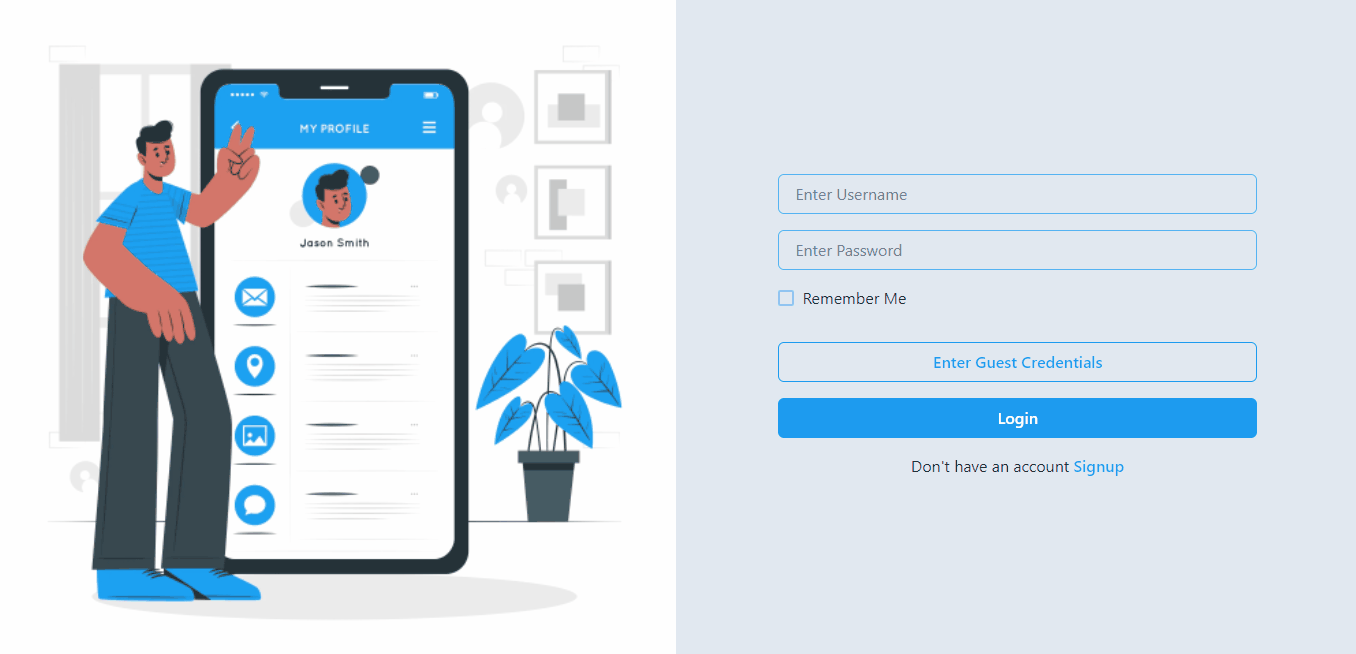 MY PROFILE
Jason Smith
Enter Username
Enter Password
Remember Me
Enter Guest Credentials
Login
Don't have an account Signup